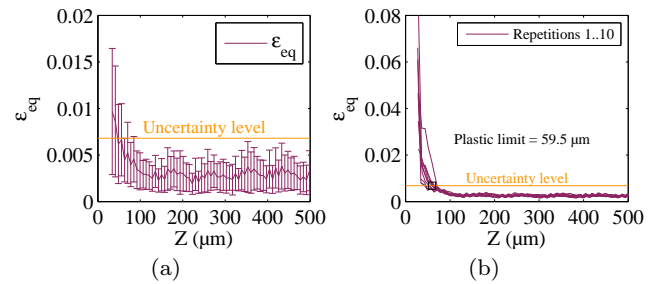 0.02
0.015
0.01
0.005
0
ε_eq
ε_eq
Uncertainty level
0 100 200 300 400 500
Z (μm)
(a)
0.08
0.06
0.04
0.02
0
ε_eq
Repetitions 1..10
Plastic limit = 59.5 μm
Uncertainty level
0 100 200 300 400 500
Z (μm)
(b)